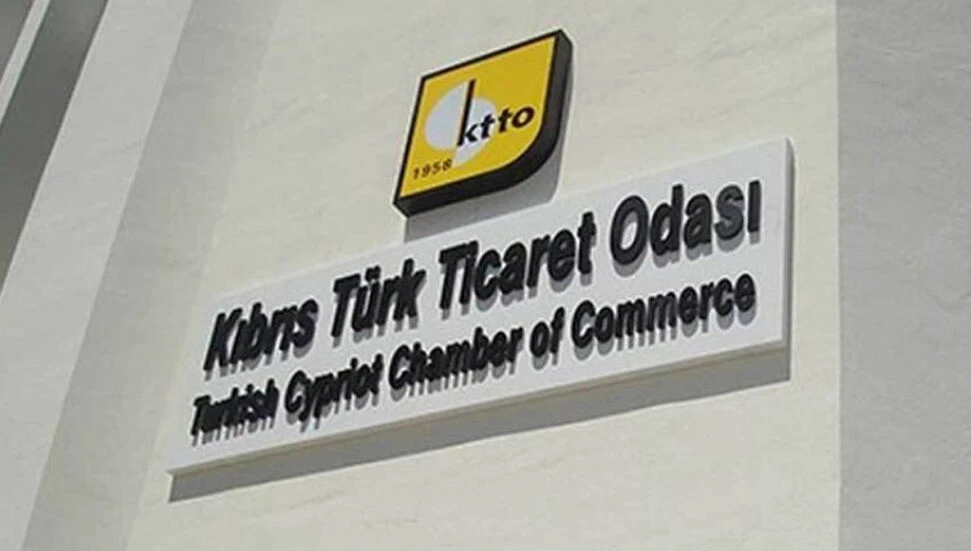 ktto
1958
Kıbrıs Türk Ticaret Odası
Turkish Cypriot Chamber of Commerce